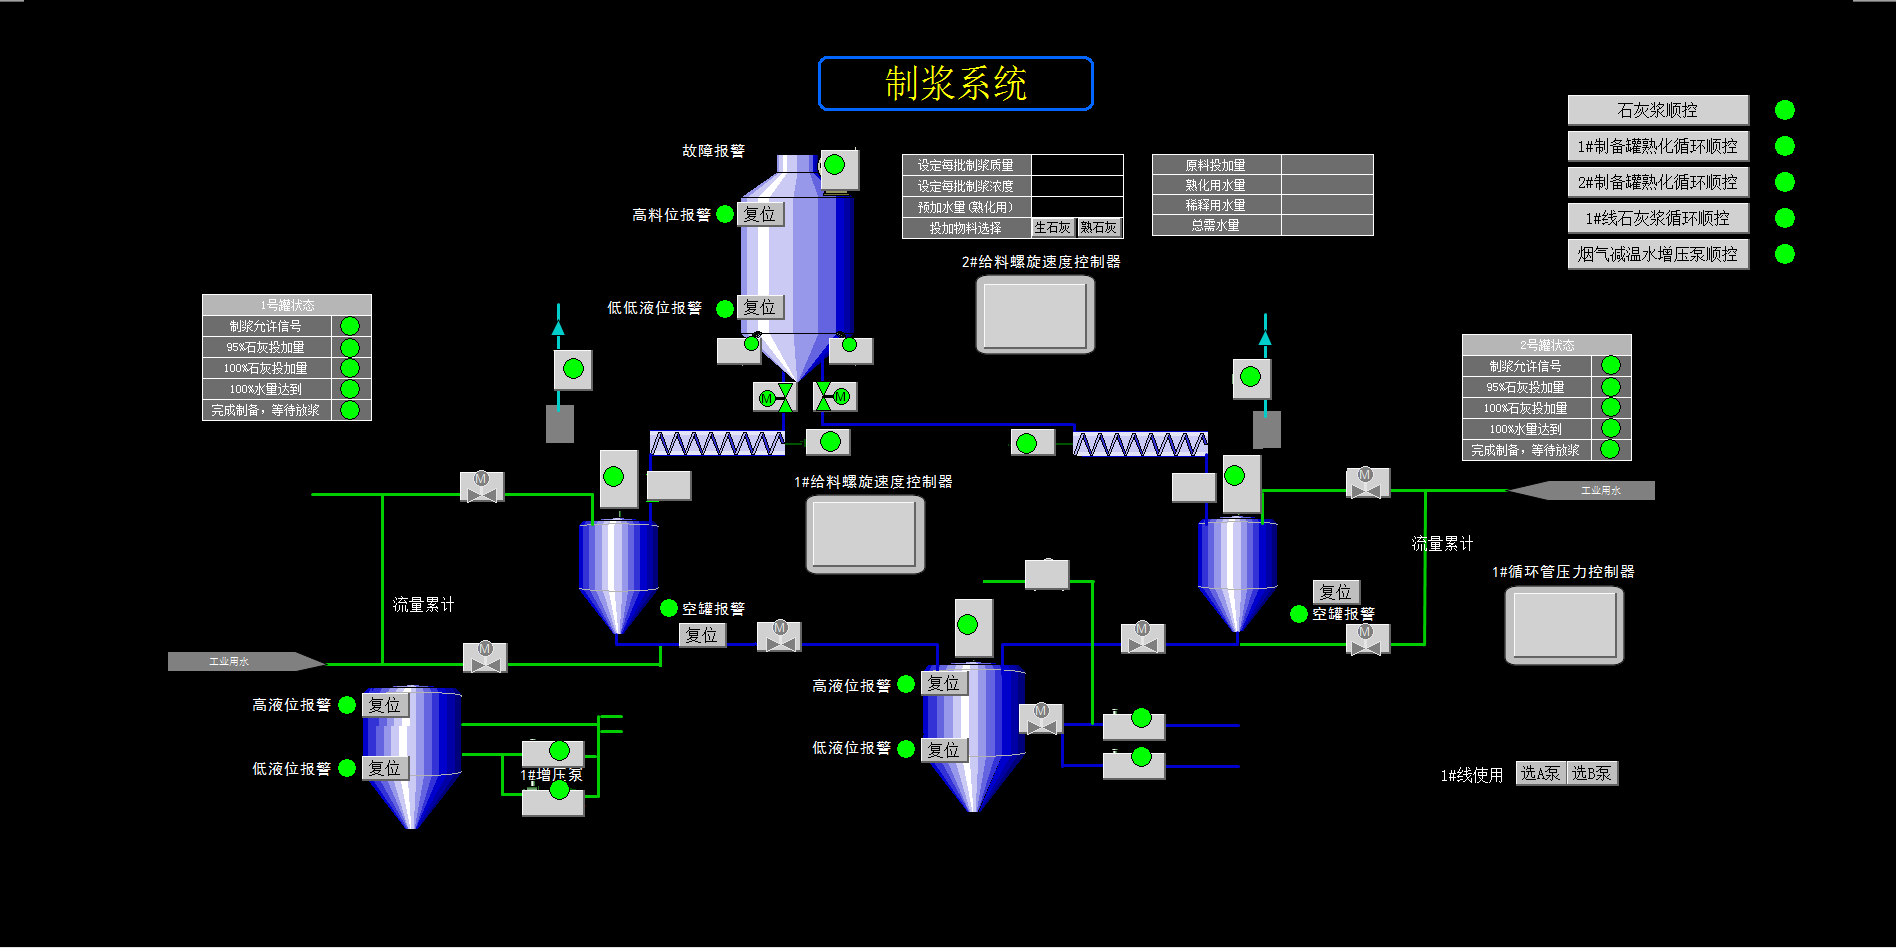 制浆系统
石灰浆顺控
1#制备罐熟化循环顺控
2#制备罐熟化循环顺控
1#线石灰浆循环顺控
烟气减温水增压泵顺控
故障报警
高料位报警
复位
低低液位报警
复位
设定每批制浆质量
设定每批制浆浓度
预加水量(熟化用)
投加物料选择 生石灰 熟石灰
原料投加量
熟化用水量
稀释用水量
总需水量
2#给料螺旋速度控制器
1号罐状态
制浆允许信号
95%石灰投加量
100%石灰投加量
100%水量达到
完成制备，等待放浆
2号罐状态
制浆允许信号
95%石灰投加量
100%石灰投加量
100%水量达到
完成制备，等待放浆
M
M
1#给料螺旋速度控制器
M
M
工业用水
流量累计
流量累计
1#循环管压力控制器
空罐报警
复位
复位
空罐报警
M
M
M
M
工业用水
高液位报警
复位
低液位报警
复位
1#增压泵
高液位报警
复位
低液位报警
复位
M
1#线使用
选A泵
选B泵